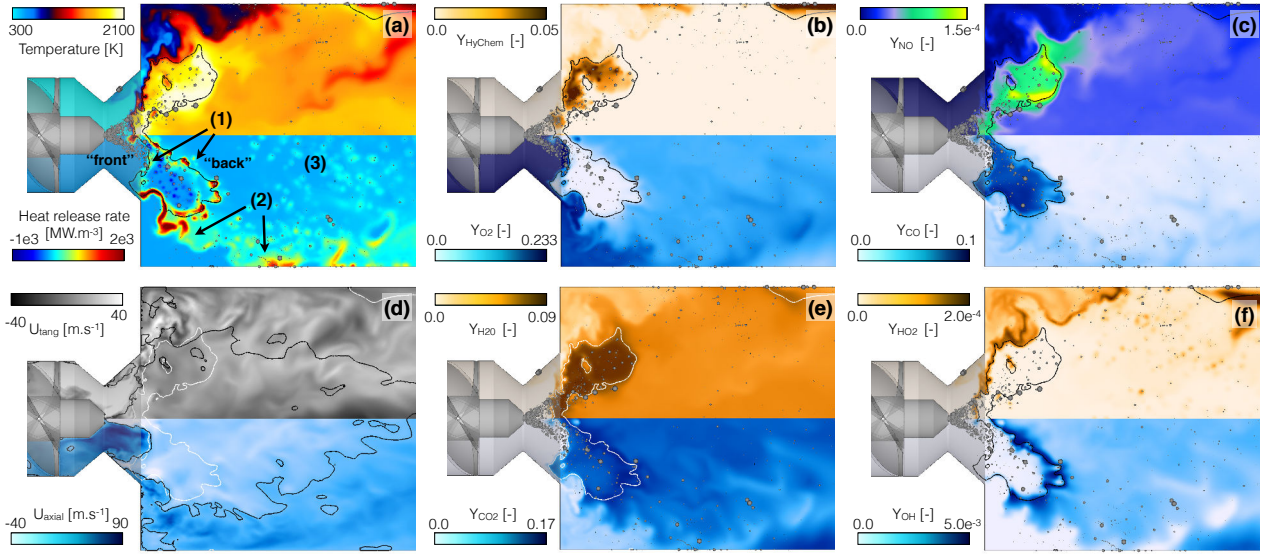 300 2100
Temperature [K]
(a)
(1)
"front" "back"
(3)
(2)
Heat release rate
[MW.m-3]
-1e3 2e3
0.0 0.05
YHyChem [-]
(b)
YO2 [-]
0.0 0.233
0.0 1.5e-4
YNO [-]
(c)
YCO [-]
0.0 0.1
-40 40
Utang [m.s-1]
(d)
Uaxial [m.s-1]
-40 90
0.0 0.09
YH20 [-]
(e)
YCO2 [-]
0.0 0.17
0.0 2.0e-4
YHO2 [-]
(f)
YOH [-]
0.0 5.0e-3